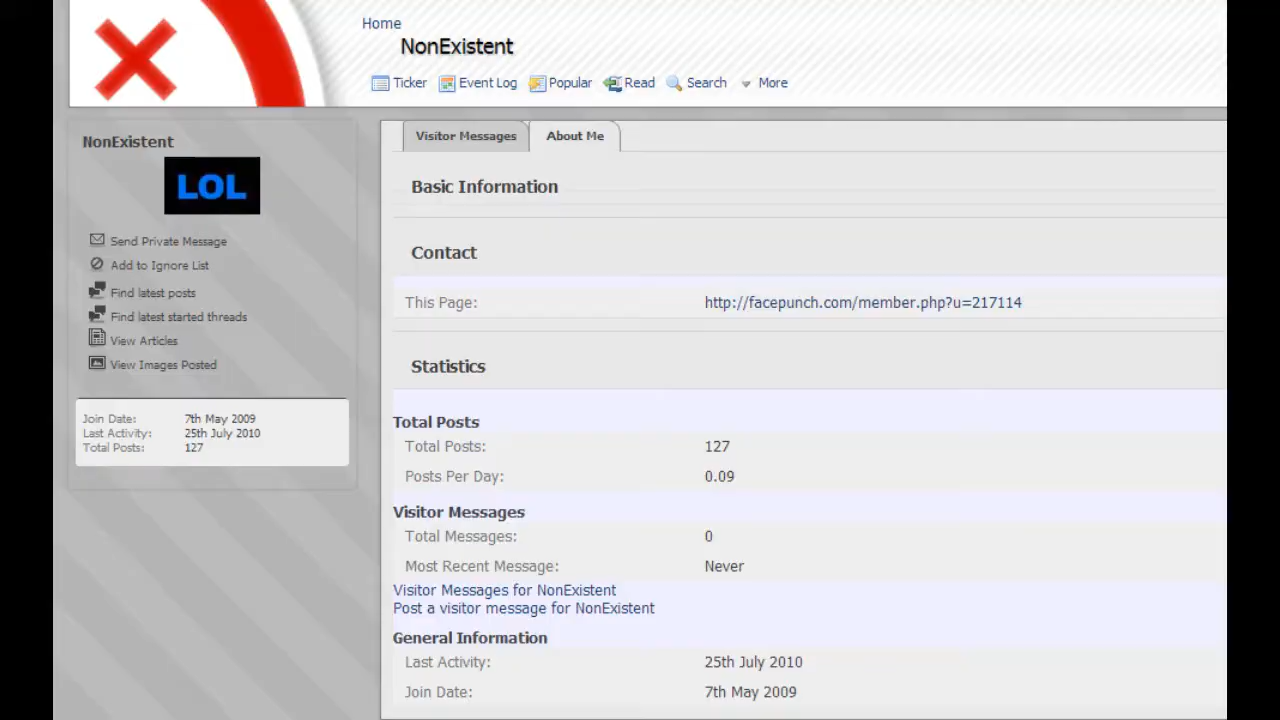 Home
NonExistent
Ticker Event Log Popular Read Search More
NonExistent
LOL
Send Private Message
Add to Ignore List
Find latest posts
Find latest started threads
View Articles
View Images Posted
Join Date: 7th May 2009
Last Activity: 25th July 2010
Total Posts: 127
Visitor Messages About Me
Basic Information
Contact
This Page: http://facepunch.com/member.php?u=217114
Statistics
Total Posts
Total Posts: 127
Posts Per Day: 0.09
Visitor Messages
Total Messages: 0
Most Recent Message: Never
Visitor Messages for NonExistent
Post a visitor message for NonExistent
General Information
Last Activity: 25th July 2010
Join Date: 7th May 2009